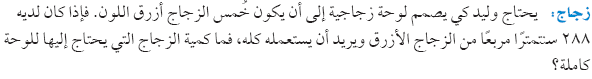 زجاج: يحتاج وليد كي يصمم لوحة زجاجية إلى أن يكون خُمس الزجاج أزرق اللون. فإذا كان لديه
٢٨٨ سنتمترًا مربعًا من الزجاج الأزرق ويريد أن يستعمله كله، فما كمية الزجاج التي يحتاج إليها للوحة
كاملة؟